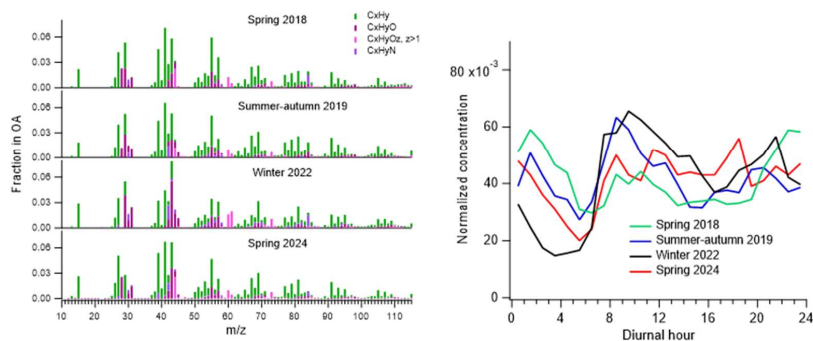 Spring 2018
CxHy
CxHyO
CxHyOz, z>1
CxHyN
0.06
0.03
0.00
Summer-autumn 2019
0.06
0.03
0.00
Winter 2022
0.06
0.03
0.00
Spring 2024
0.06
0.03
0.00
Fraction in OA
10 20 30 40 50 60 70 80 90 100 110
m/z
80 x10⁻³
60
40
20
0
Normalized concentration
Spring 2018
Summer-autumn 2019
Winter 2022
Spring 2024
0 4 8 12 16 20 24
Diurnal hour